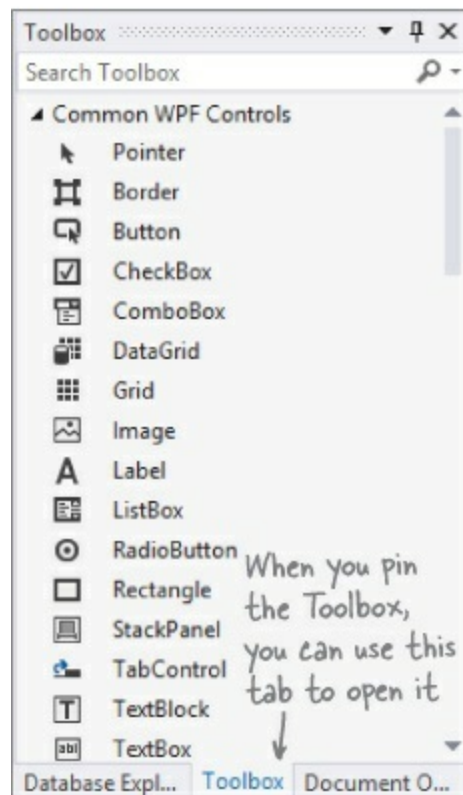 Toolbox
Search Toolbox
Common WPF Controls
Pointer
Border
Button
CheckBox
ComboBox
DataGrid
Grid
Image
Label
ListBox
RadioButton
Rectangle
StackPanel
TabControl
TextBlock
TextBox
When you pin
the Toolbox,
you can use this
tab to open it
Database Expl... Toolbox Document O...